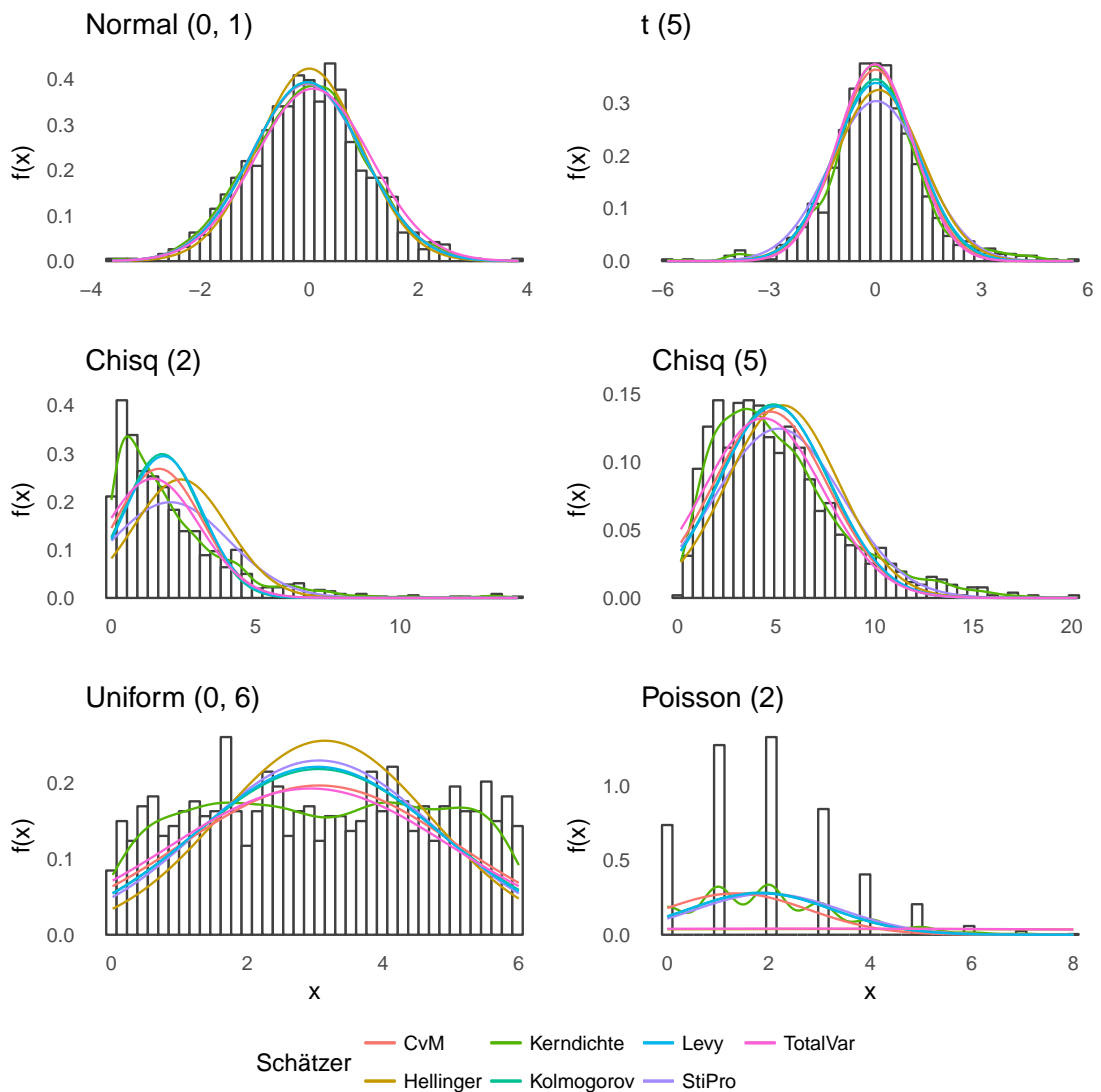 Normal (0, 1)
t (5)
f(x)
0.4
0.3
0.2
0.1
0.0
−4
−2
0
2
4
f(x)
0.3
0.2
0.1
0.0
−6
−3
0
3
6
Chisq (2)
Chisq (5)
f(x)
0.4
0.3
0.2
0.1
0.0
0
5
10
f(x)
0.15
0.10
0.05
0.00
0
5
10
15
20
Uniform (0, 6)
Poisson (2)
f(x)
0.2
0.1
0.0
0
2
4
6
x
f(x)
1.0
0.5
0.0
0
2
4
6
8
x
Schätzer
CvM
Kerndichte
Levy
TotalVar
Hellinger
Kolmogorov
StiPro